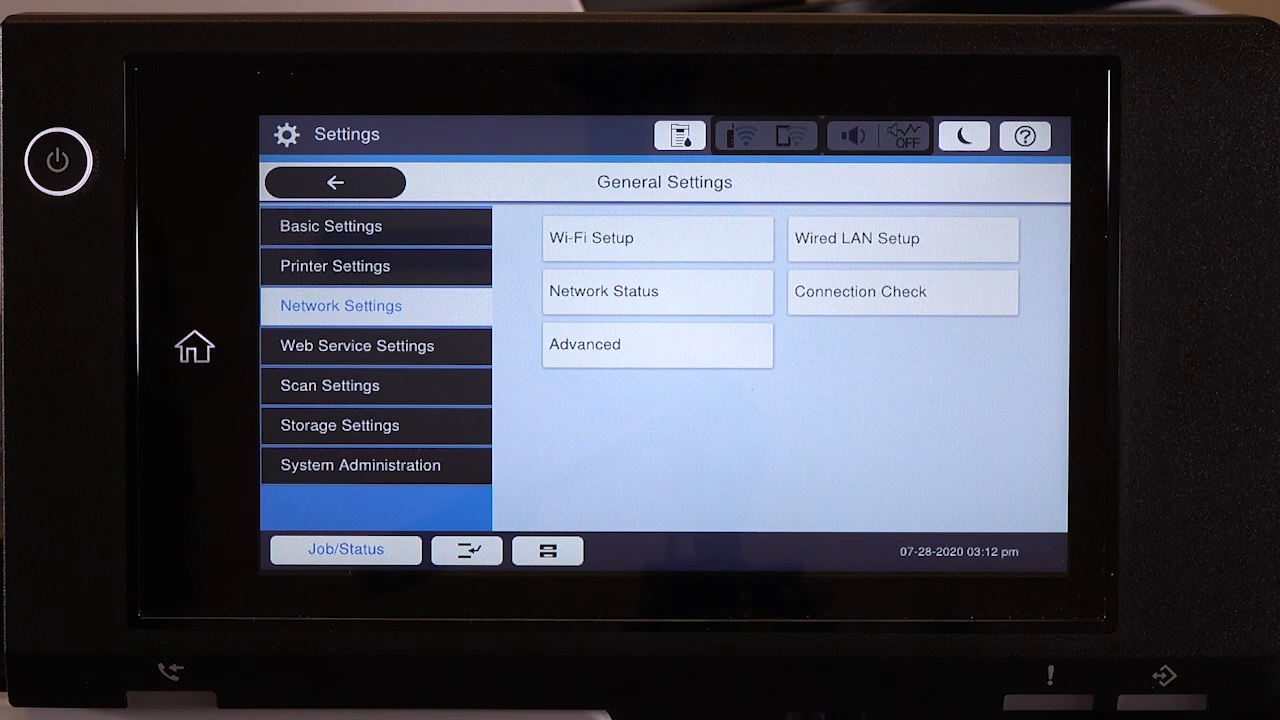 Settings
OFF
General Settings
Basic Settings
Printer Settings
Network Settings
Web Service Settings
Scan Settings
Storage Settings
System Administration
Wi-Fi Setup
Wired LAN Setup
Network Status
Connection Check
Advanced
Job/Status
07-28-2020 03:12 pm